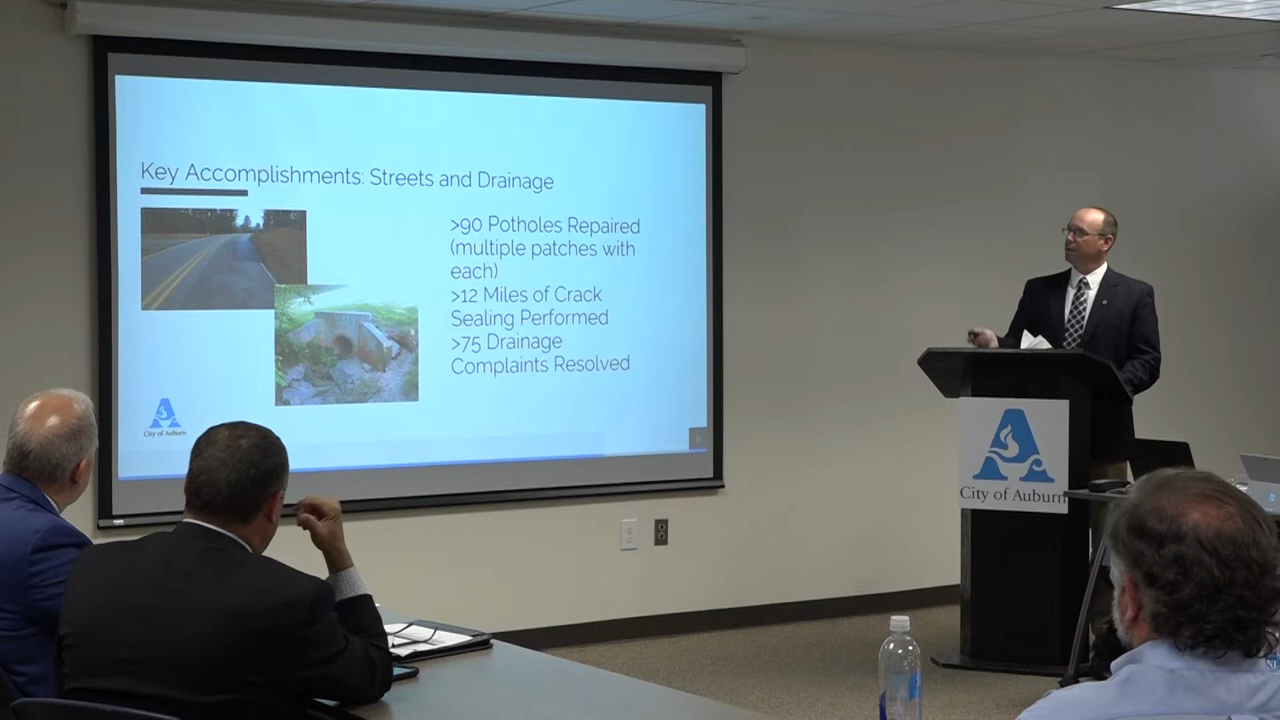 Key Accomplishments: Streets and Drainage
>90 Potholes Repaired
(multiple patches with
each)
>12 Miles of Crack
Sealing Performed
>75 Drainage
Complaints Resolved
City of Auburn
City of Auburn